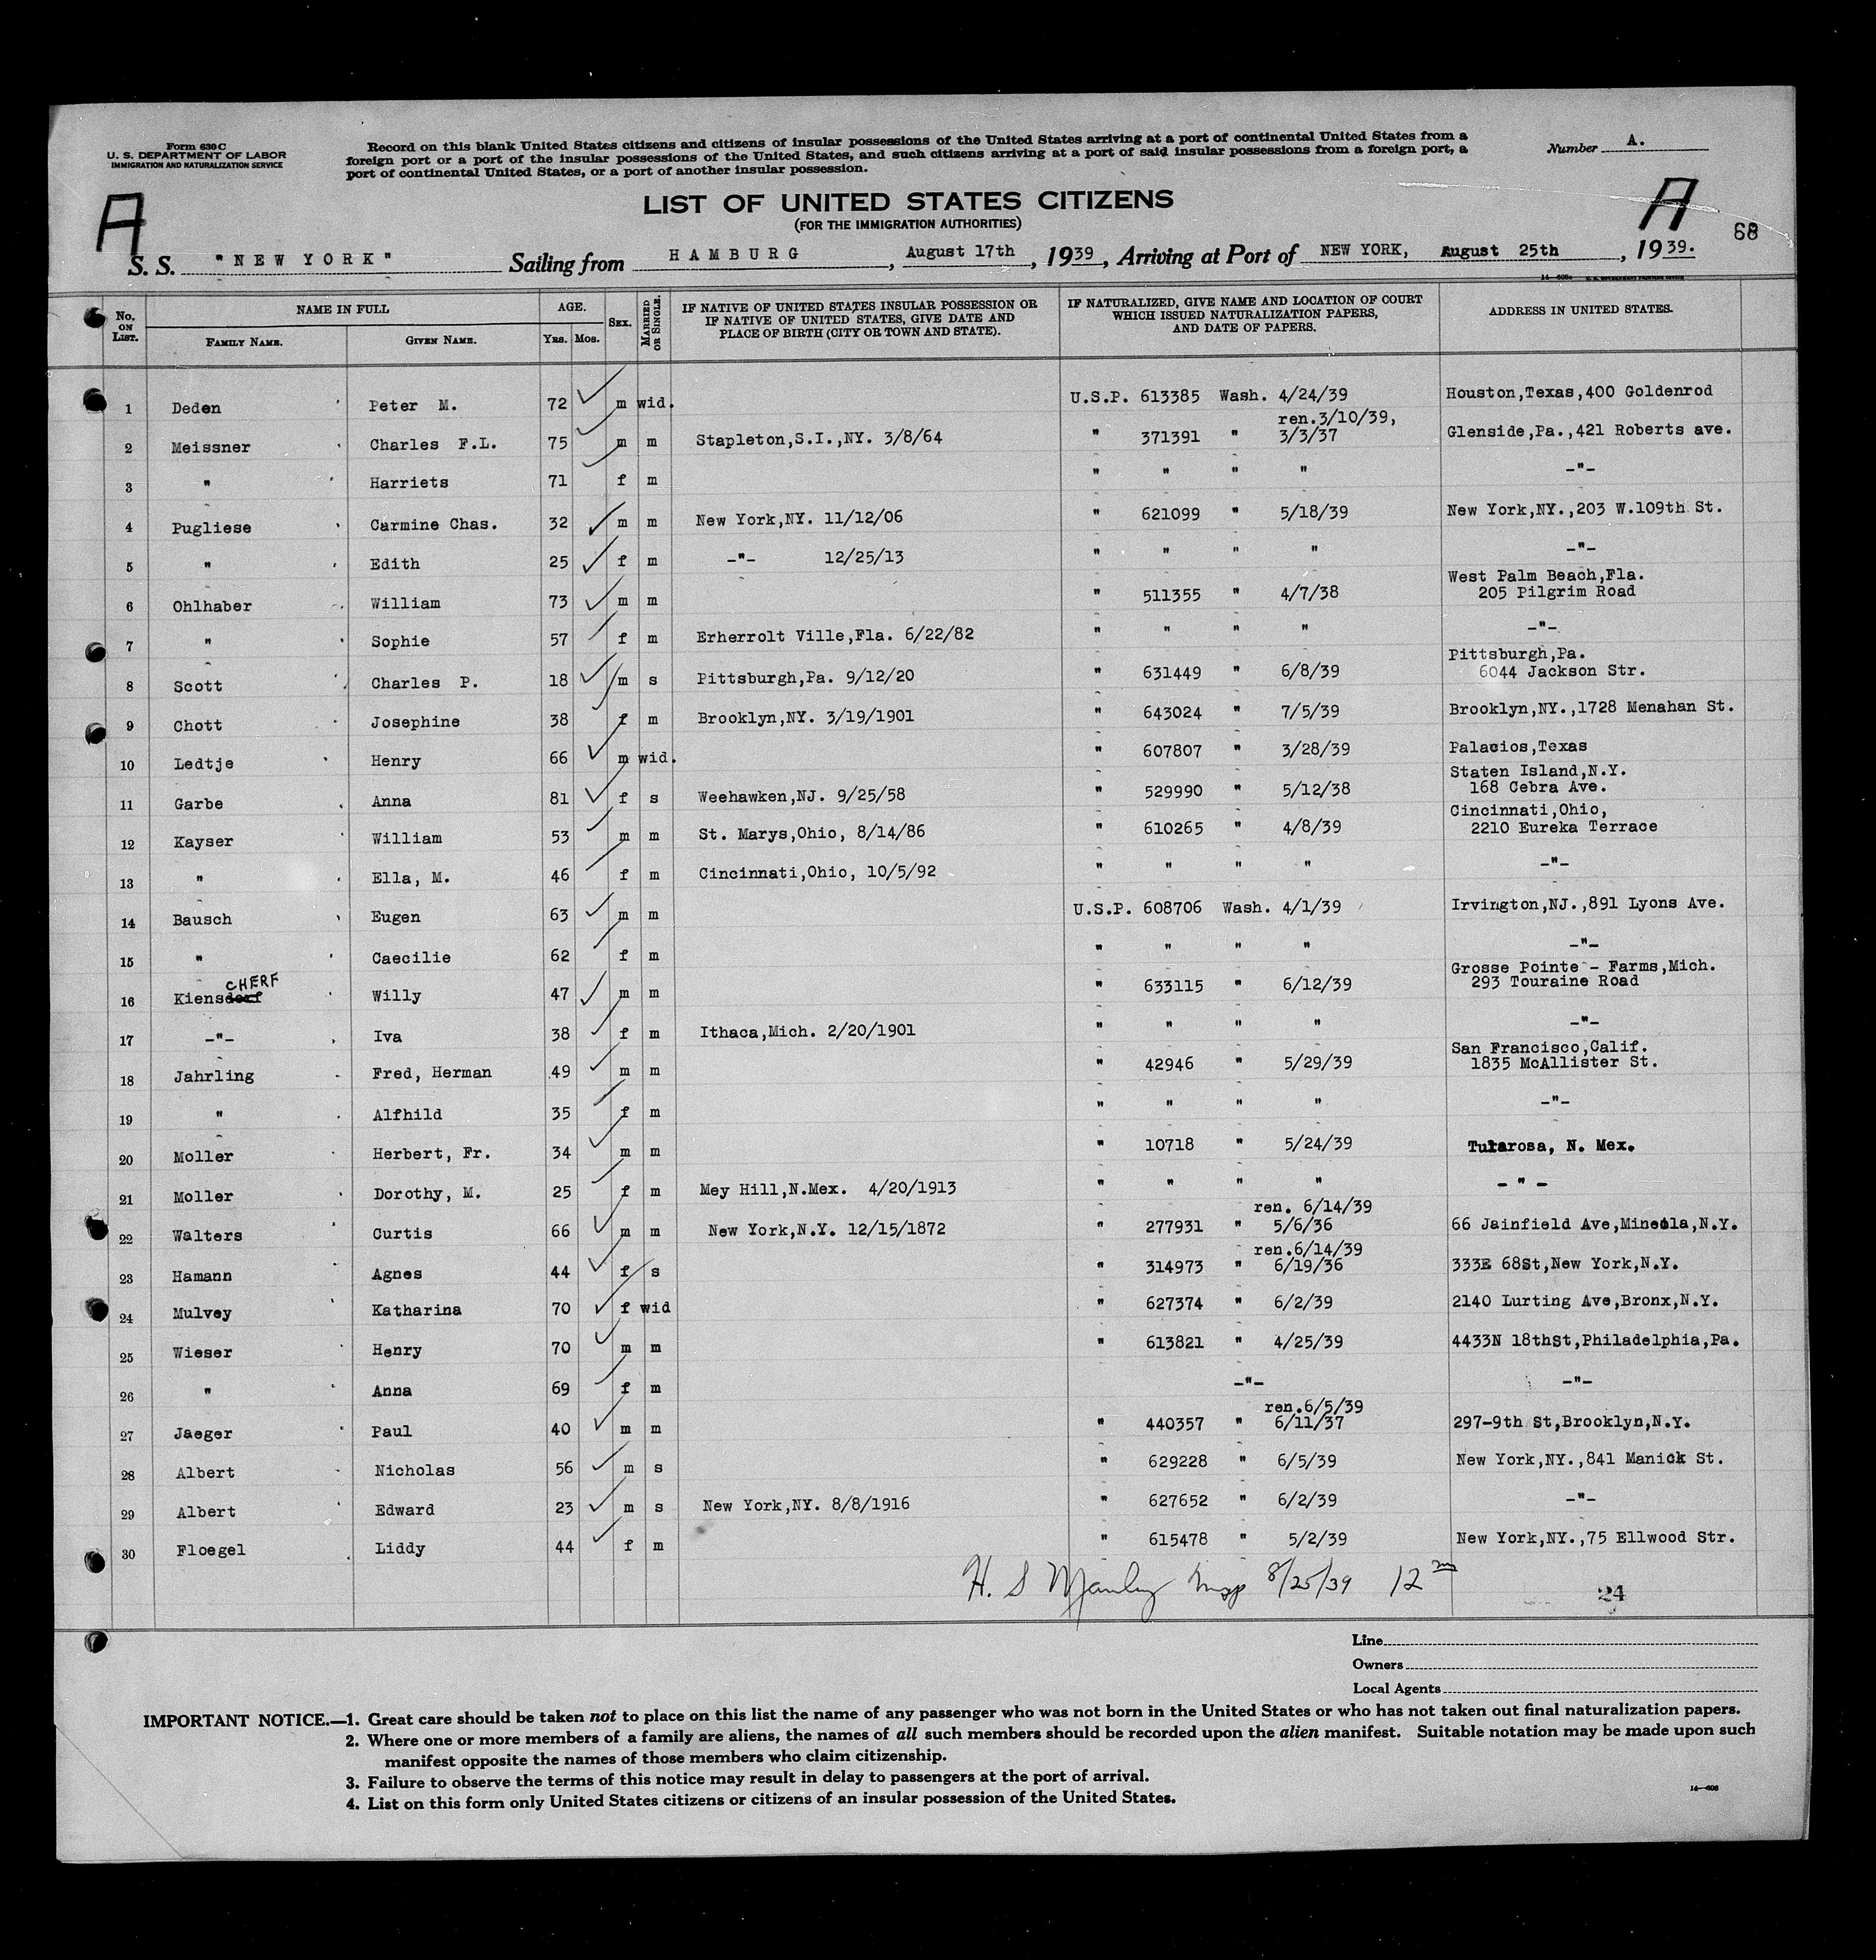 Form 630 C
U. S. DEPARTMENT OF LABOR
IMMIGRATION AND NATURALIZATION SERVICE
Record on this blank United States citizens and citizens of insular possessions of the United States arriving at a port of continental United States from a
foreign port or a port of the insular possessions of the United States, and such citizens arriving at a port of said insular possessions from a foreign port, a
port of continental United States, or a port of another insular possession.
Number A.
A
LIST OF UNITED STATES CITIZENS
(FOR THE IMMIGRATION AUTHORITIES)
A
68
S. S. "NEW YORK" Sailing from HAMBURG, August 17th, 1939, Arriving at Port of NEW YORK, August 25th, 1939.
No. ON LIST. NAME IN FULL FAMILY NAME. GIVEN NAME. AGE. YRS. MOS. SEX. MARRIED OR SINGLE. IF NATIVE OF UNITED STATES INSULAR POSSESSION OR IF NATIVE OF UNITED STATES, GIVE DATE AND PLACE OF BIRTH (CITY OR TOWN AND STATE). IF NATURALIZED, GIVE NAME AND LOCATION OF COURT WHICH ISSUED NATURALIZATION PAPERS, AND DATE OF PAPERS. ADDRESS IN UNITED STATES.
1 Deden Peter M. 72 m wid. U.S.P. 613385 Wash. 4/24/39 Houston,Texas,400 Goldenrod
ren.3/10/39,
2 Meissner Charles F.L. 75 m m Stapleton,S.I.,NY. 3/8/64 " 371391 " 3/3/37 Glenside,Pa.,421 Roberts ave.
3 " Harriets 71 f m " " " " -"-
4 Pugliese Carmine Chas. 32 m m New York,NY. 11/12/06 " 621099 " 5/18/39 New York,NY.,203 W.109th St.
5 " Edith 25 f m -"- 12/25/13 " " " " -"-
West Palm Beach,Fla.
6 Ohlhaber William 73 m m " 511355 " 4/7/38 205 Pilgrim Road
7 " Sophie 57 f m Erherrolt Ville,Fla. 6/22/82 " " " " -"-
Pittsburgh,Pa.
8 Scott Charles P. 18 m s Pittsburgh,Pa. 9/12/20 " 631449 " 6/8/39 6044 Jackson Str.
9 Chott Josephine 38 f m Brooklyn,NY. 3/19/1901 " 643024 " 7/5/39 Brooklyn,NY.,1728 Menahan St.
10 Ledtje Henry 66 m wid. " 607807 " 3/28/39 Palacios,Texas
Staten Island,N.Y.
11 Garbe Anna 81 f s Weehawken,NJ. 9/25/58 " 529990 " 5/12/38 168 Cebra Ave.
Cincinnati,Ohio,
12 Kayser William 53 m m St. Marys,Ohio, 8/14/86 " 610265 " 4/8/39 2210 Eureka Terrace
13 " Ella, M. 46 f m Cincinnati,Ohio, 10/5/92 " " " " -"-
14 Bausch Eugen 63 m m U.S.P. 608706 Wash. 4/1/39 Irvington,NJ.,891 Lyons Ave.
15 " Caecilie 62 f m " " " " -"-
CHERF
Grosse Pointe - Farms,Mich.
16 Kiensdorf Willy 47 m m " 633115 " 6/12/39 293 Touraine Road
17 -"- Iva 38 f m Ithaca,Mich. 2/20/1901 " " " " -"-
San Francisco,Calif.
18 Jahrling Fred, Herman 49 m m " 42946 " 5/29/39 1835 McAllister St.
19 " Alfhild 35 f m " " " " -"-
20 Moller Herbert, Fr. 34 m m " 10718 " 5/24/39 Tularosa, N. Mex.
21 Moller Dorothy, M. 25 f m Mey Hill,N.Mex. 4/20/1913 " " " " - " -
ren. 6/14/39
22 Walters Curtis 66 m m New York,N.Y. 12/15/1872 " 277931 " 5/6/36 66 Jainfield Ave,Mineola,N.Y.
ren.6/14/39
23 Hamann Agnes 44 f s " 314973 " 6/19/36 333E 68St,New York,N.Y.
24 Mulvey Katharina 70 f wid " 627374 " 6/2/39 2140 Lurting Ave,Bronx,N.Y.
25 Wieser Henry 70 m m " 613821 " 4/25/39 4433N 18thSt,Philadelphia,Pa.
26 " Anna 69 f m -"- -"-
ren.6/5/39
27 Jaeger Paul 40 m m " 440357 " 6/11/37 297-9th St,Brooklyn,N.Y.
28 Albert Nicholas 56 m s " 629228 " 6/5/39 New York,NY.,841 Manick St.
29 Albert Edward 23 m s New York,NY. 8/8/1916 " 627652 " 6/2/39 -"-
30 Floegel Liddy 44 f m " 615478 " 5/2/39 New York,NY.,75 Ellwood Str.
H. S Manley Insp 8/25/39 12
24
Line
Owners
Local Agents
IMPORTANT NOTICE.—1. Great care should be taken not to place on this list the name of any passenger who was not born in the United States or who has not taken out final naturalization papers.
2. Where one or more members of a family are aliens, the names of all such members should be recorded upon the alien manifest. Suitable notation may be made upon such
manifest opposite the names of those members who claim citizenship.
3. Failure to observe the terms of this notice may result in delay to passengers at the port of arrival.
4. List on this form only United States citizens or citizens of an insular possession of the United States.
14—608